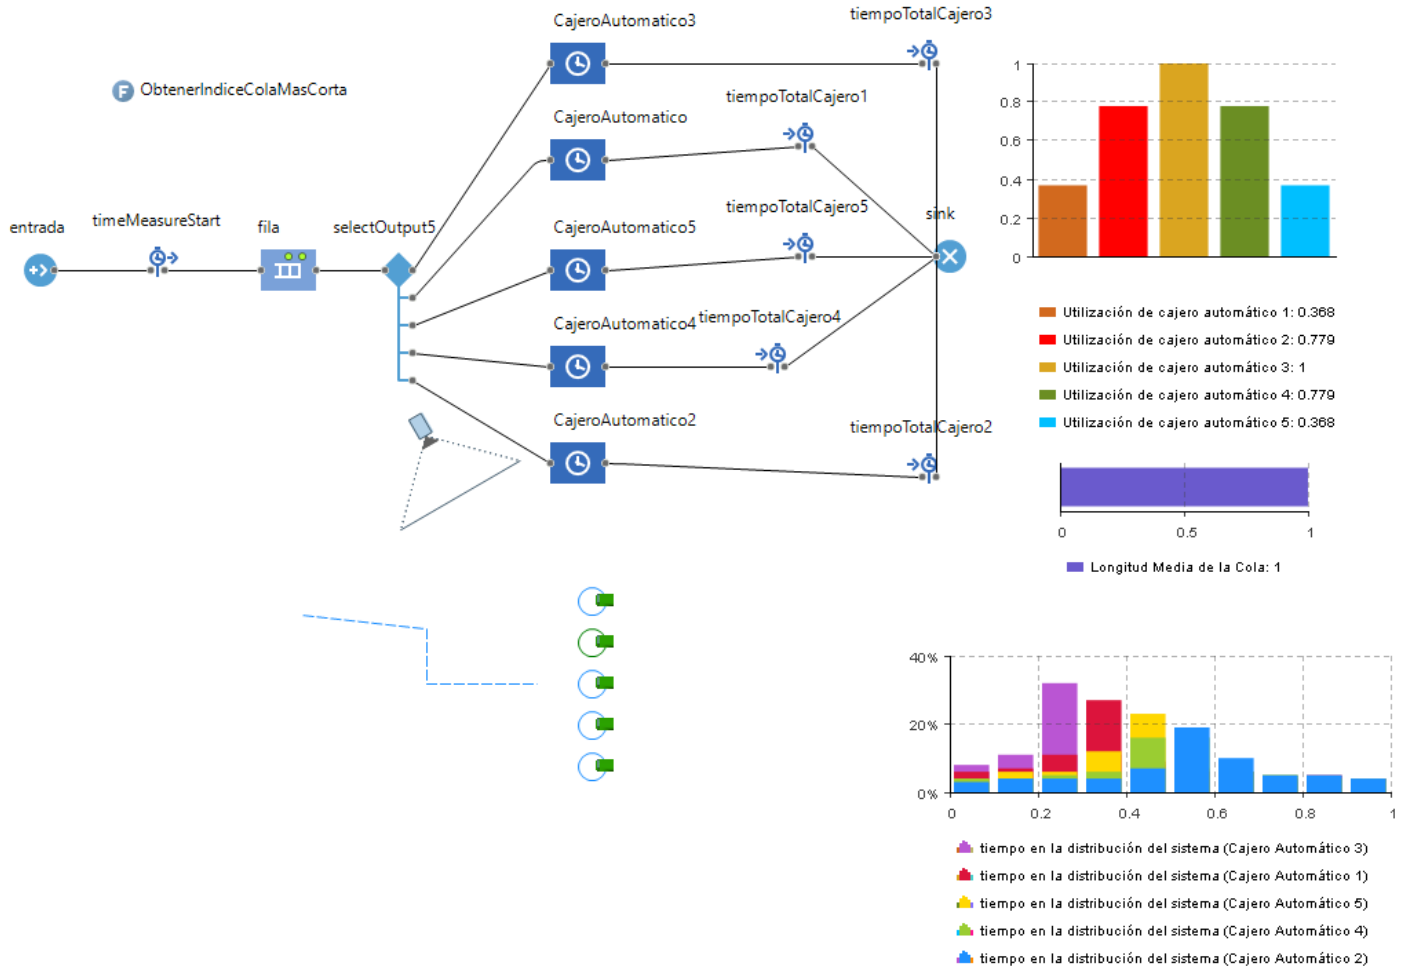 CajeroAutomatico3
tiempoTotalCajero3
F ObtenerIndiceColaMasCorta
tiempoTotalCajero1
CajeroAutomatico
entrada
timeMeasureStart
fila
selectOutput5
CajeroAutomatico5
tiempoTotalCajero5
sink
CajeroAutomatico4
tiempoTotalCajero4
CajeroAutomatico2
tiempoTotalCajero2
1
0.8
0.6
0.4
0.2
0
Utilización de cajero automático 1: 0.368
Utilización de cajero automático 2: 0.779
Utilización de cajero automático 3: 1
Utilización de cajero automático 4: 0.779
Utilización de cajero automático 5: 0.368
0 0.5 1
Longitud Media de la Cola: 1
40%
20%
0%
0 0.2 0.4 0.6 0.8 1
tiempo en la distribución del sistema (Cajero Automático 3)
tiempo en la distribución del sistema (Cajero Automático 1)
tiempo en la distribución del sistema (Cajero Automático 5)
tiempo en la distribución del sistema (Cajero Automático 4)
tiempo en la distribución del sistema (Cajero Automático 2)